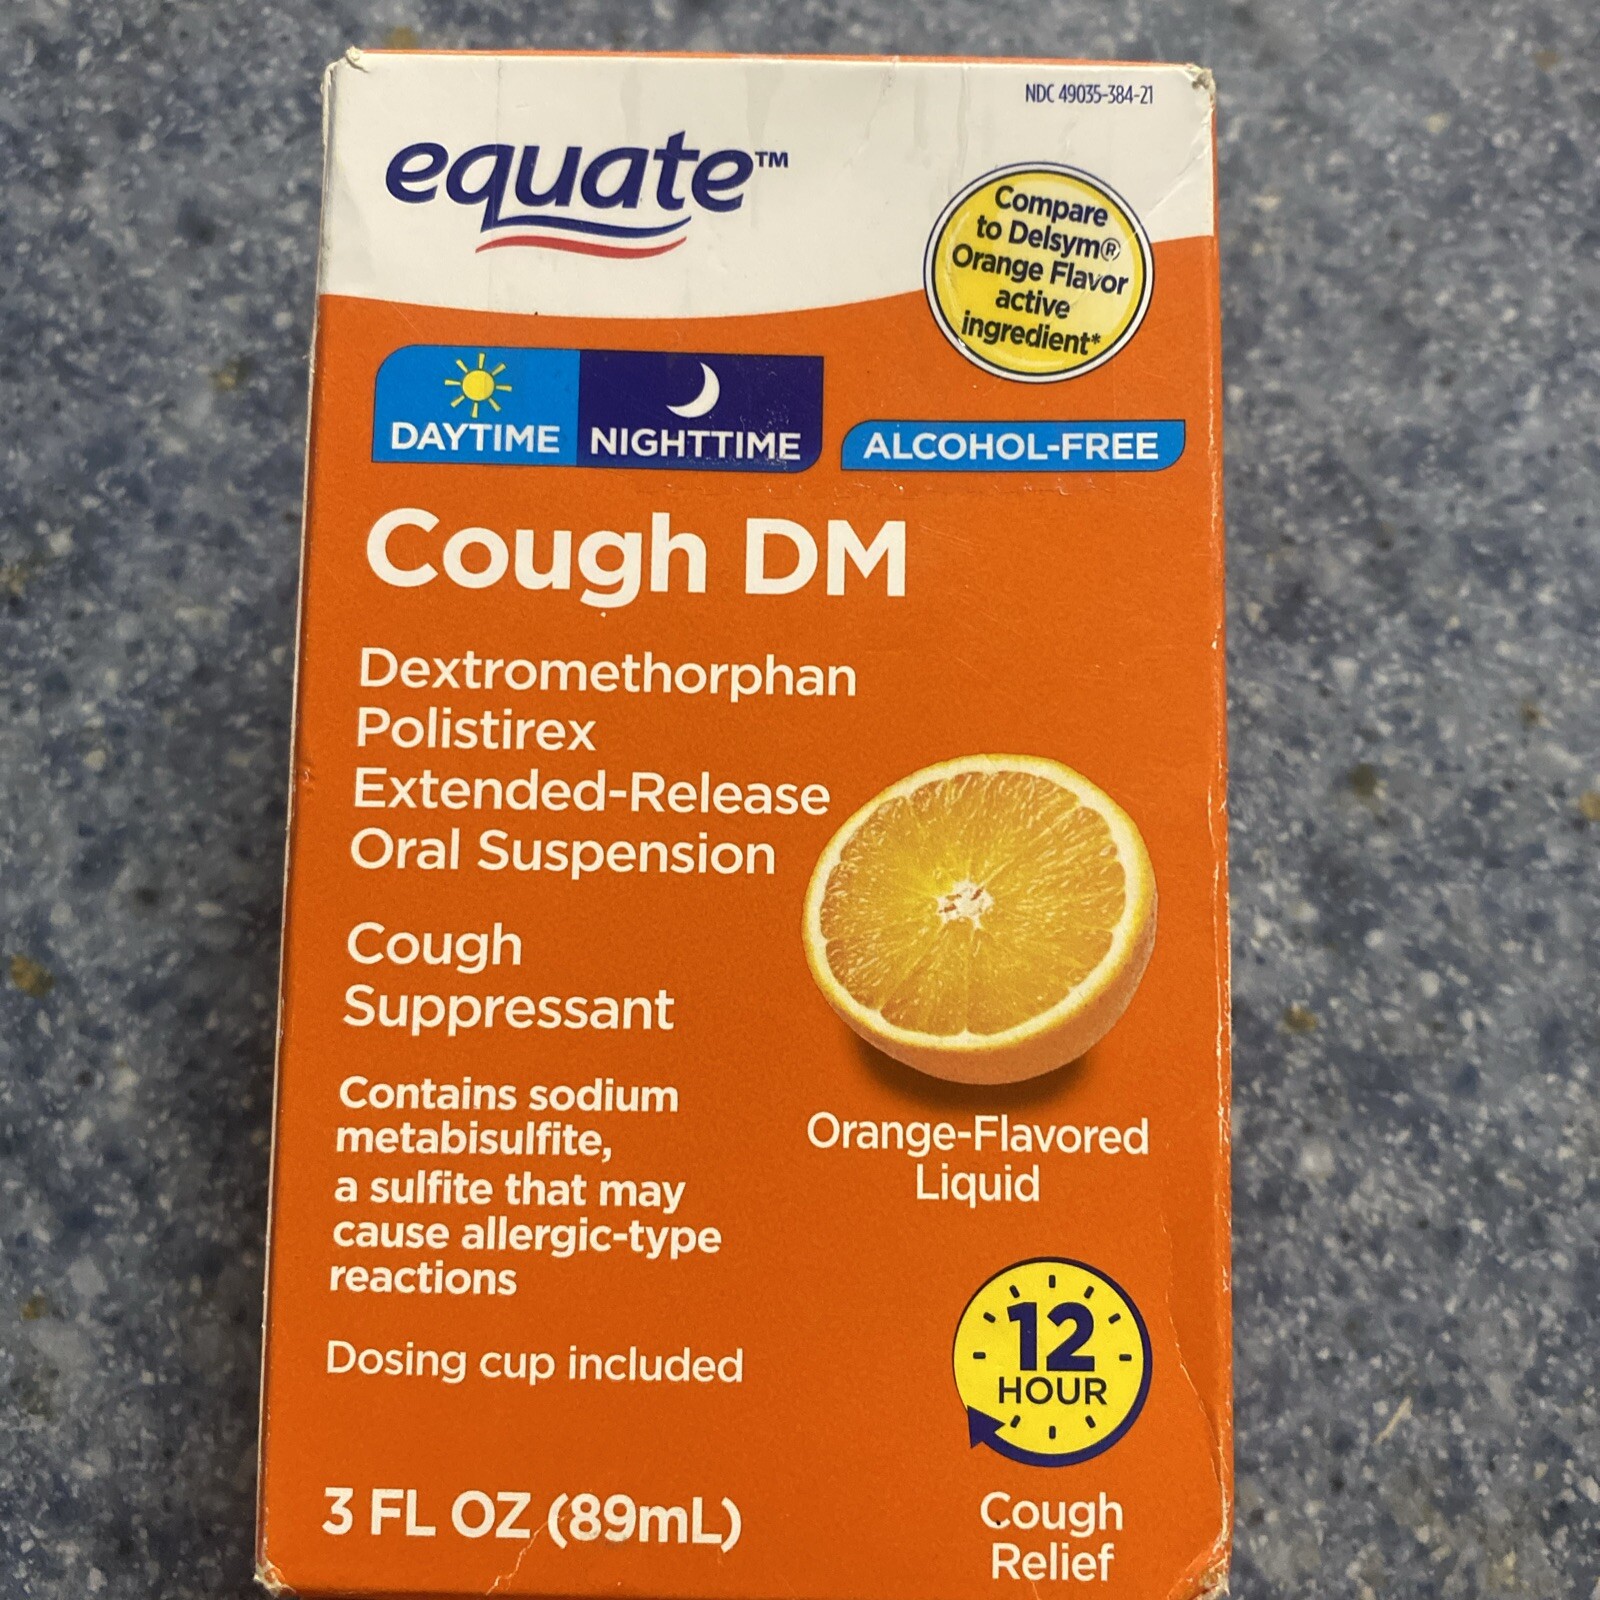 NDC 49035-384-21
equate™
Compare
to Delsym®
Orange Flavor
active
ingredient*
DAYTIME
NIGHTTIME
ALCOHOL-FREE
Cough DM
Dextromethorphan
Polistirex
Extended-Release
Oral Suspension
Cough
Suppressant
Contains sodium
metabisulfite,
a sulfite that may
cause allergic-type
reactions
Orange-Flavored
Liquid
Dosing cup included
12
HOUR
Cough
Relief
3 FL OZ (89mL)